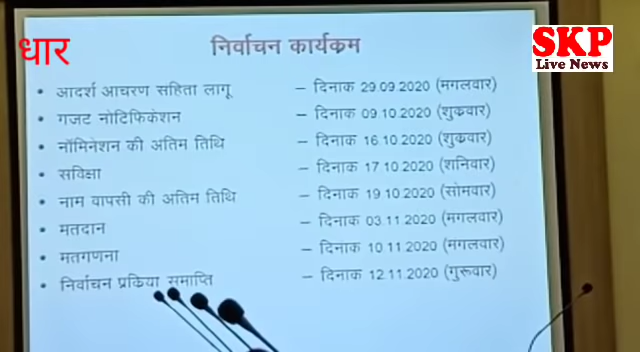 धार
SKP
Live News
निर्वाचन कार्यक्रम
• आदर्श आचरण सहिता लागू – दिनाक 29.09.2020 (मगलवार)
• गजट नोटिफिकेशन – दिनाक 09.10.2020 (शुक्रवार)
• नॉमिनेशन की अतिम तिथि – दिनाक 16.10.2020 (शुक्रवार)
• सविक्षा – दिनाक 17.10.2020 (शनिवार)
• नाम वापसी की अतिम तिथि – दिनाक 19.10.2020 (सोमवार)
• मतदान – दिनाक 03.11.2020 (मगलवार)
• मतगणना – दिनाक 10.11.2020 (मगलवार)
• निर्वाचन प्रक्रिया समाप्ति – दिनाक 12.11.2020 (गुरूवार)